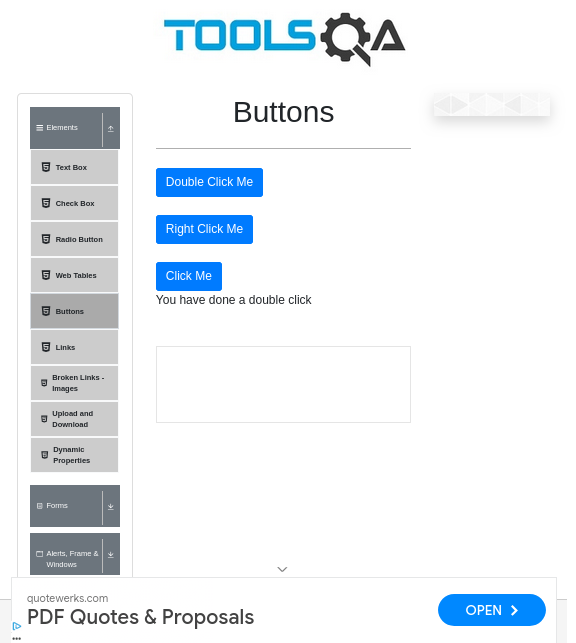 TOOLSQA
Elements
Text Box
Check Box
Radio Button
Web Tables
Buttons
Links
Broken Links -
Images
Upload and
Download
Dynamic
Properties
Forms
Alerts, Frame &
Windows
Buttons
Double Click Me
Right Click Me
Click Me
You have done a double click
quotewerks.com
PDF Quotes & Proposals
OPEN